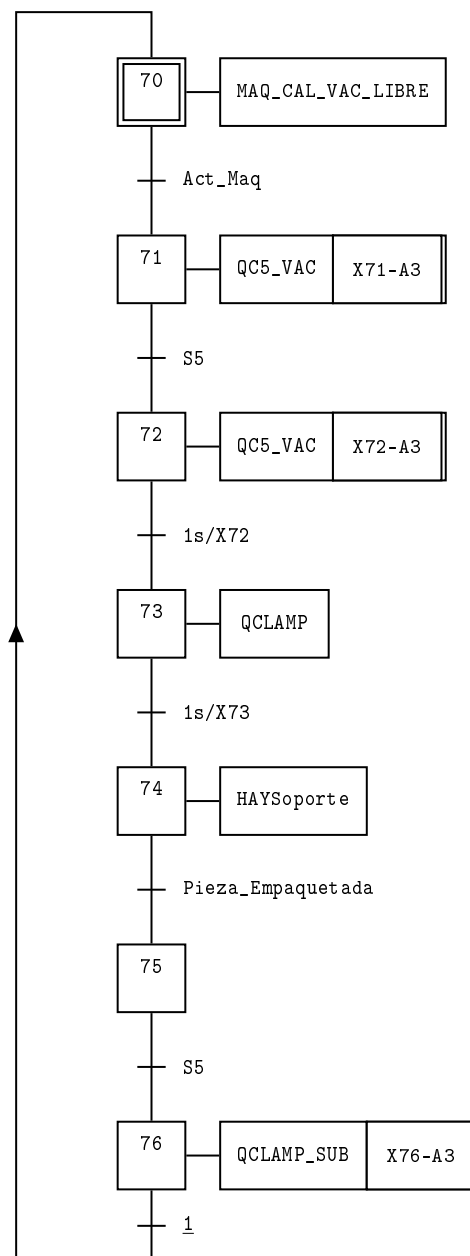 70 MAQ_CAL_VAC_LIBRE
Act_Maq
71 QC5_VAC X71-A3
S5
72 QC5_VAC X72-A3
1s/X72
73 QCLAMP
1s/X73
74 HAYSoporte
Pieza_Empaquetada
75
S5
76 QCLAMP_SUB X76-A3
1